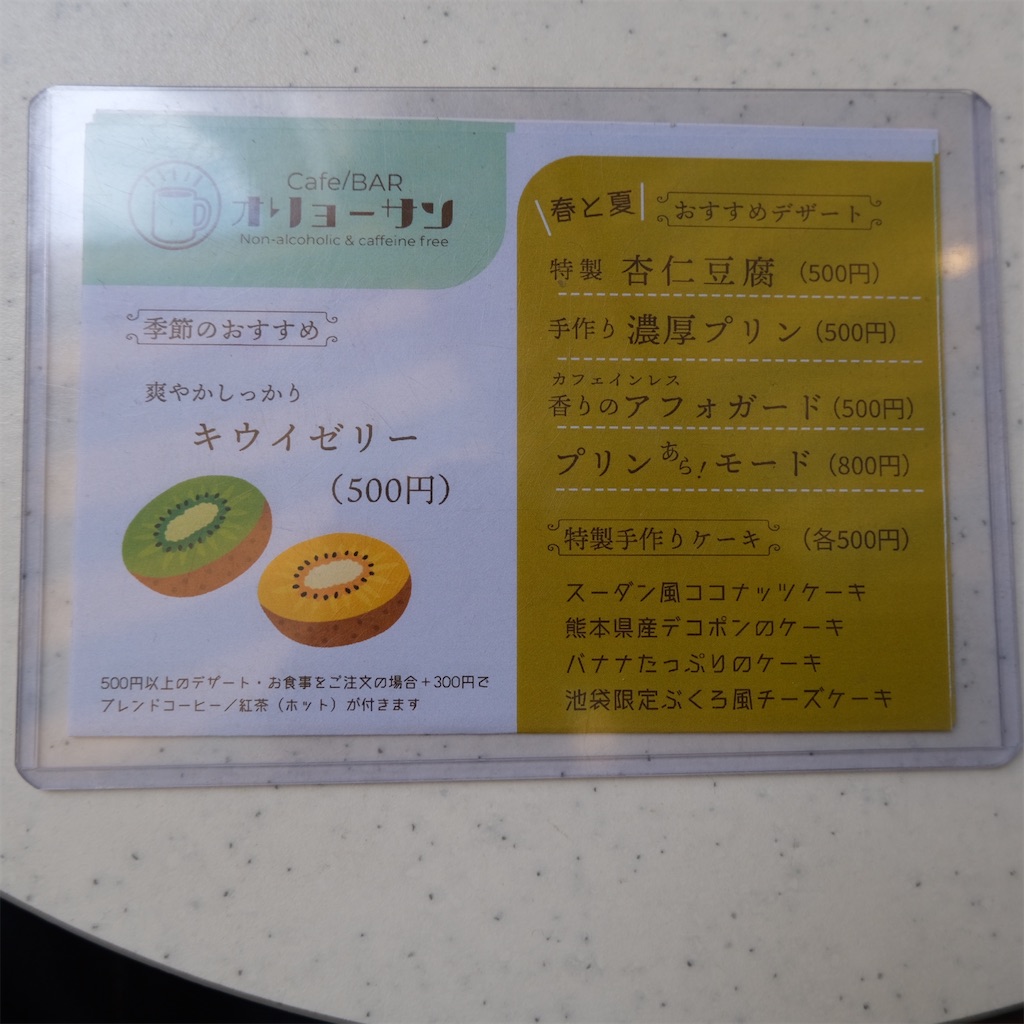 Cafe/BAR
オリョーサン
Non-alcoholic & caffeine free
季節のおすすめ
爽やかしっかり
キウイゼリー
（500円）
500円以上のデザート・お食事をご注文の場合＋300円で
ブレンドコーヒー／紅茶（ホット）が付きます
春と夏 おすすめデザート
特製 杏仁豆腐（500円）
手作り 濃厚プリン（500円）
カフェインレス
香りのアフォガード（500円）
プリンあら！モード（800円）
特製手作りケーキ（各500円）
スーダン風ココナッツケーキ
熊本県産デコポンのケーキ
バナナたっぷりのケーキ
池袋限定ぶくろ風チーズケーキ